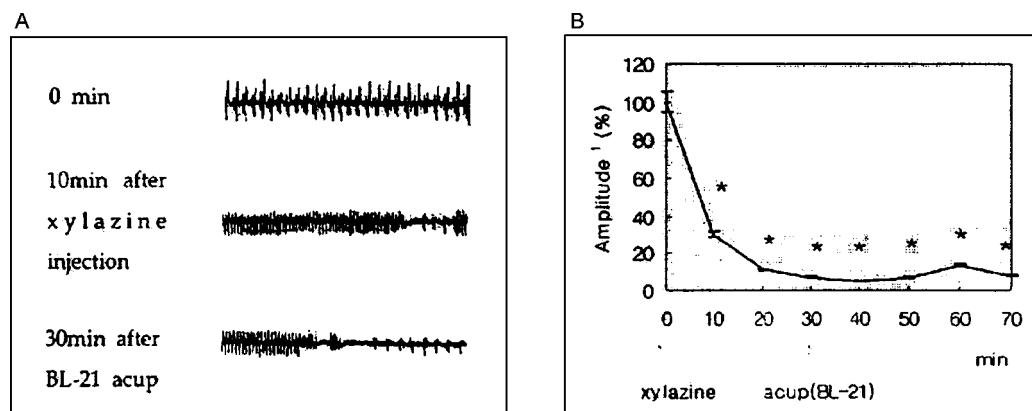 A
0 min
10min after
xylazine
injection
30min after
BL-21 acup
B
Amplitude 1 (%)
120
100
80
60
40
20
0
* * * * * * *
0 10 20 30 40 50 60 70
min
xylazine acup(BL-21)